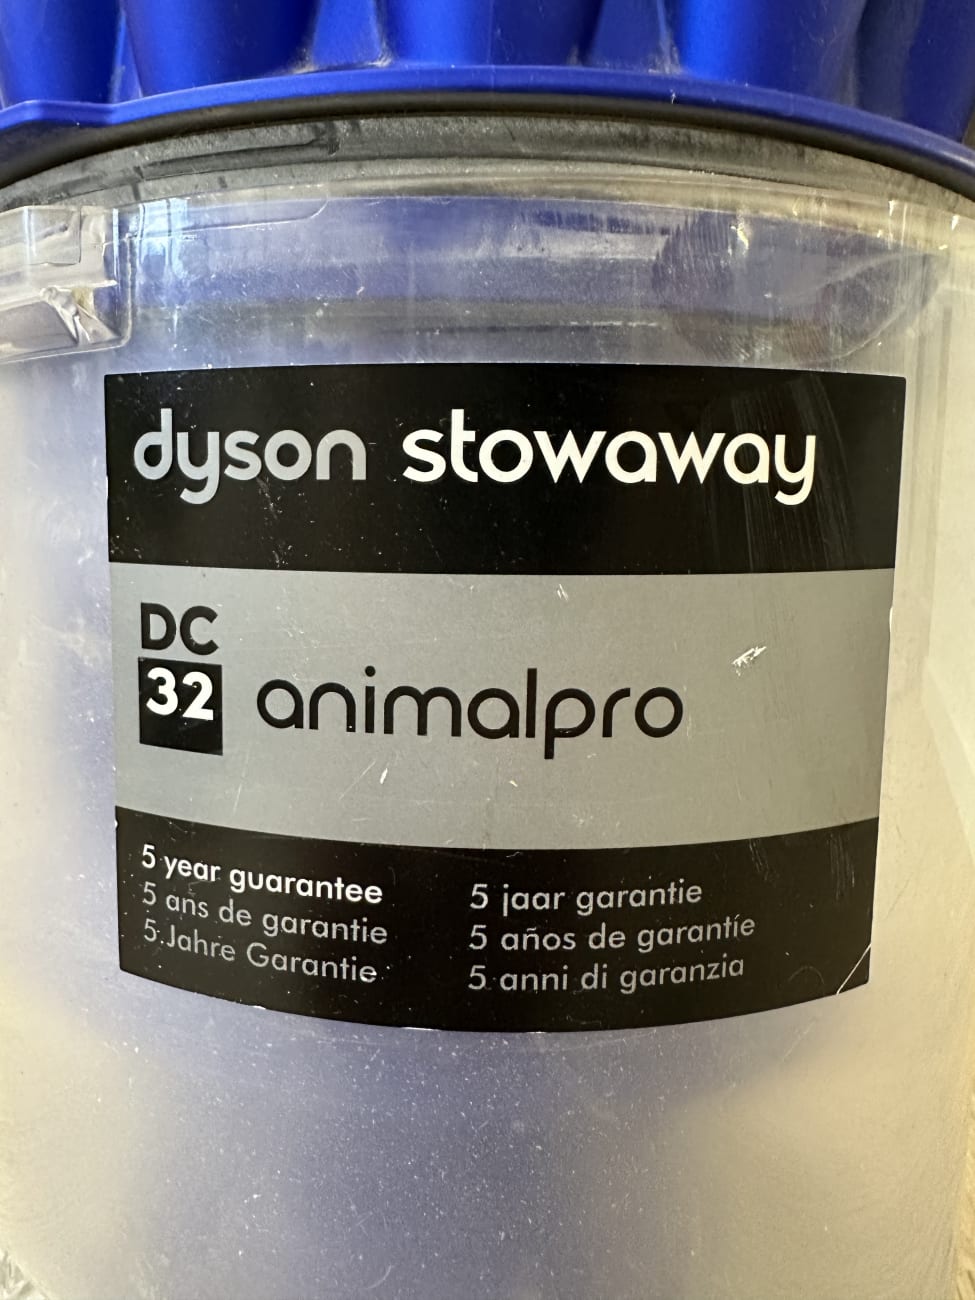 dyson stowaway
DC
32 animalpro
5 year guarantee
5 ans de garantie
5 Jahre Garantie
5 jaar garantie
5 años de garantíe
5 anni di garanzia